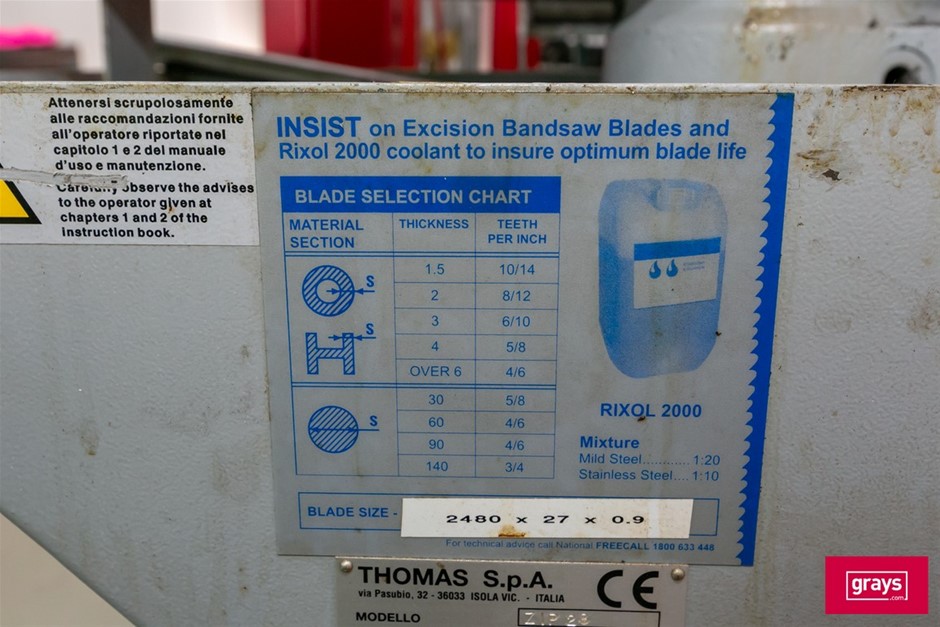 Attenersi scrupolosamente
alle raccomandazioni fornite
all'operatore riportate nel
capitolo 1 e 2 del manuale
d'uso e manutenzione.
Carefully observe the advises
to the operator given at
chapters 1 and 2 of the
instruction book.
INSIST on Excision Bandsaw Blades and
Rixol 2000 coolant to insure optimum blade life
BLADE SELECTION CHART
MATERIAL SECTION THICKNESS TEETH PER INCH
S
S
1.5 10/14
2 8/12
3 6/10
4 5/8
OVER 6 4/6
S
30 5/8
60 4/6
90 4/6
140 3/4
RIXOL 2000
Mixture
Mild Steel............ 1:20
Stainless Steel.... 1:10
BLADE SIZE - 2480 x 27 x 0.9
For technical advice call National FREECALL 1800 633 446
THOMAS S.p.A. CE
via Pasubio, 32 - 36033 ISOLA VIC. - ITALIA
MODELLO ZIP 28
grays
.com